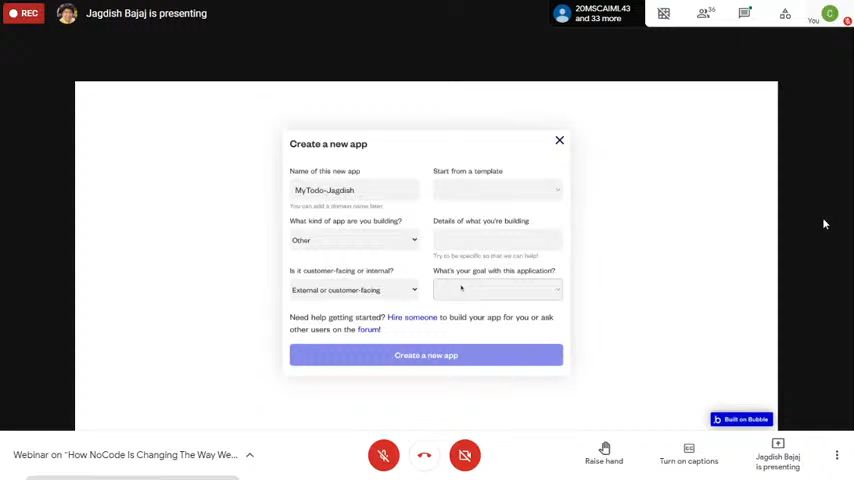 REC
Jagdish Bajaj is presenting
20MSCAIML43
and 33 more
36
You
C
Create a new app
Name of this new app
Start from a template
MyTodo-Jagdish
You can add a domain name later.
What kind of app are you building?
Details of what you're building
Other
Try to be specific so that we can help!
Is it customer-facing or internal?
What's your goal with this application?
External or customer-facing
Need help getting started? Hire someone to build your app for you or ask
other users on the forum!
Create a new app
Built on Bubble
Webinar on "How NoCode Is Changing The Way We...
Raise hand
Turn on captions
Jagdish Bajaj
is presenting